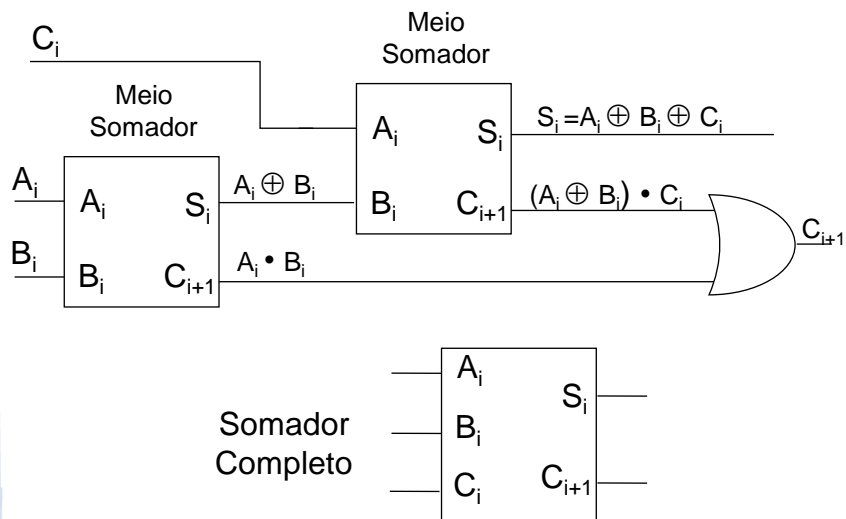 Meio
Somador
C_i
Meio
Somador
A_i
S_i
S_i =A_i ⊕ B_i ⊕ C_i
A_i
A_i
S_i
A_i ⊕ B_i
B_i
C_{i+1}
(A_i ⊕ B_i) • C_i
C_{i+1}
B_i
B_i
C_{i+1}
A_i • B_i
Somador
Completo
A_i
B_i
C_i
S_i
C_{i+1}